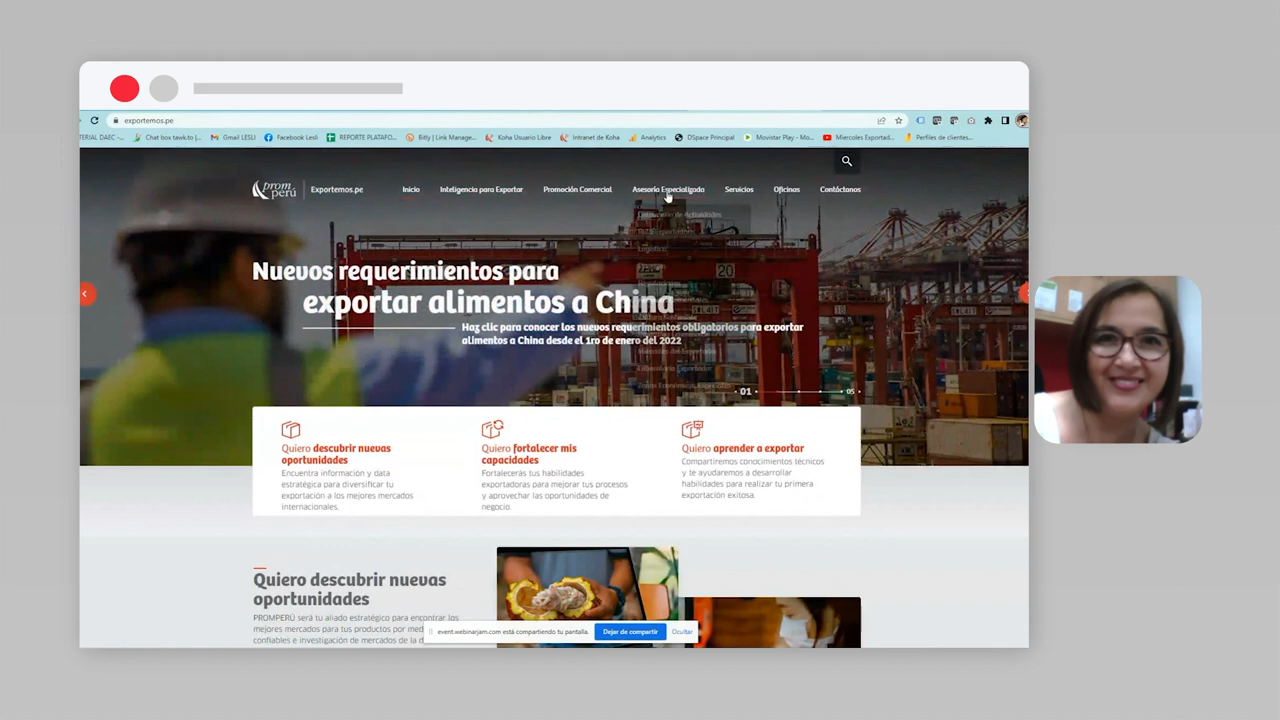 exportemos.pe
TERIAL DAEC -... Chat box tawk.to |... Gmail LESLI Facebook Lesli REPORTE PLATAFO... Bitly | Link Manage... Koha Usuario Libre Intranet de Koha Analytics DSpace Principal Movistar Play - Mo... Miercoles Exportad... Perfiles de clientes...
prom perú Exportemos.pe Inicio Inteligencia para Exportar Promoción Comercial Asesoría Especializada Servicios Oficinas Contáctanos
Nuevos requerimientos para
exportar alimentos a China
Haz clic para conocer los nuevos requerimientos obligatorios para exportar
alimentos a China desde el 1ro de enero del 2022
01 05
Quiero descubrir nuevas
oportunidades
Encuentra información y data
estratégica para diversificar tu
exportación a los mejores mercados
internacionales.
Quiero fortalecer mis
capacidades
Fortalecerás tus habilidades
exportadoras para mejorar tus procesos
y aprovechar las oportunidades de
negocio.
Quiero aprender a exportar
Compartiremos conocimientos técnicos
y te ayudaremos a desarrollar
habilidades para realizar tu primera
exportación exitosa.
Quiero descubrir nuevas
oportunidades
PROMPERÚ será tu aliado estratégico para encontrar los
mejores mercados para tus productos por med
confiables e investigación de mercados de la d
event.webinarjam.com está compartiendo tu pantalla. Dejar de compartir Ocultar